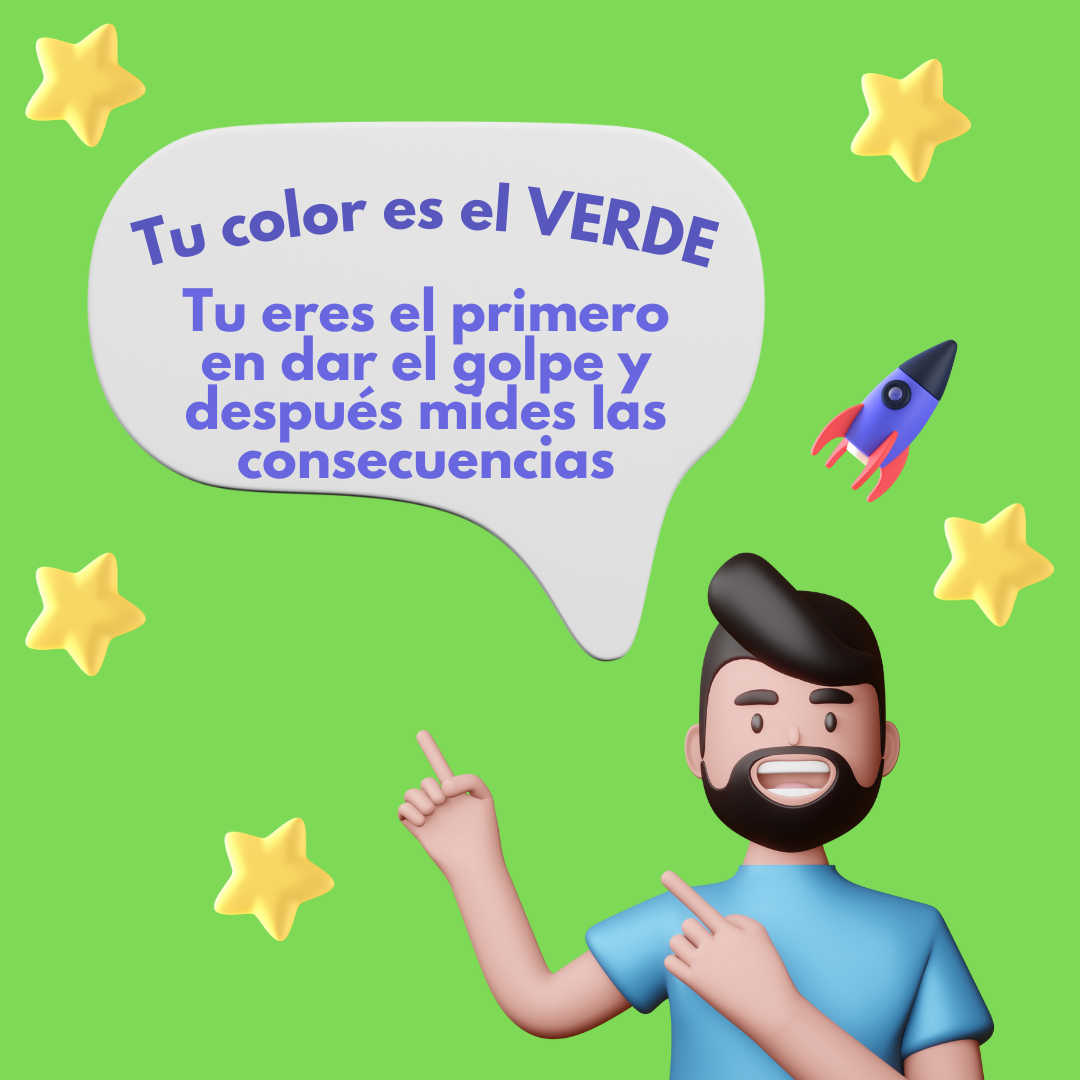 Tu color es el VERDE
Tu eres el primero
en dar el golpe y
después mides las
consecuencias